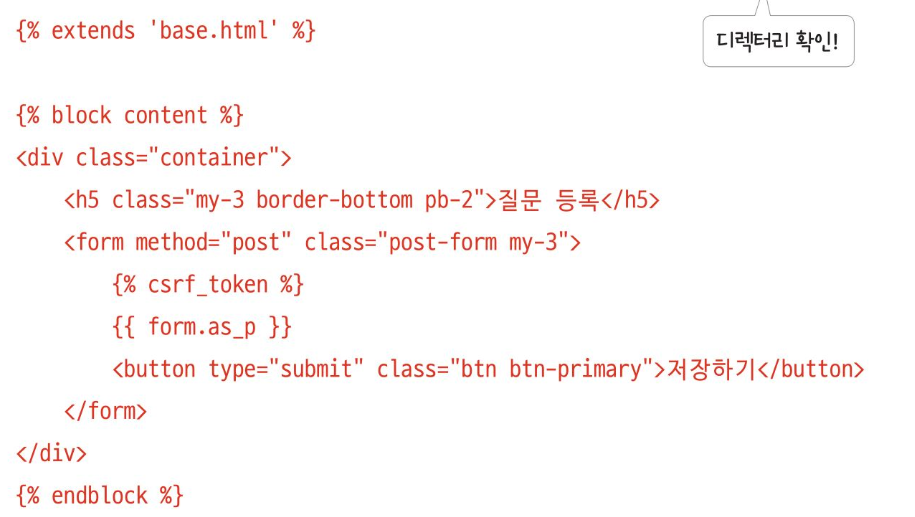 {% extends 'base.html' %}
디렉터리 확인!
{% block content %}
<div class="container">
    <h5 class="my-3 border-bottom pb-2">질문 등록</h5>
    <form method="post" class="post-form my-3">
        {% csrf_token %}
        {{ form.as_p }}
        <button type="submit" class="btn btn-primary">저장하기</button>
    </form>
</div>
{% endblock %}